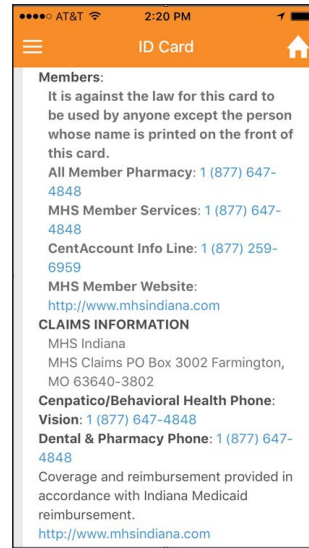 AT&T 2:20 PM
ID Card
Members:
It is against the law for this card to
be used by anyone except the person
whose name is printed on the front of
this card.
All Member Pharmacy: 1 (877) 647-
4848
MHS Member Services: 1 (877) 647-
4848
CentAccount Info Line: 1 (877) 259-
6959
MHS Member Website:
http://www.mhsindiana.com
CLAIMS INFORMATION
MHS Indiana
MHS Claims PO Box 3002 Farmington,
MO 63640-3802
Cenpatico/Behavioral Health Phone:
Vision: 1 (877) 647-4848
Dental & Pharmacy Phone: 1 (877) 647-
4848
Coverage and reimbursement provided in
accordance with Indiana Medicaid
reimbursement.
http://www.mhsindiana.com